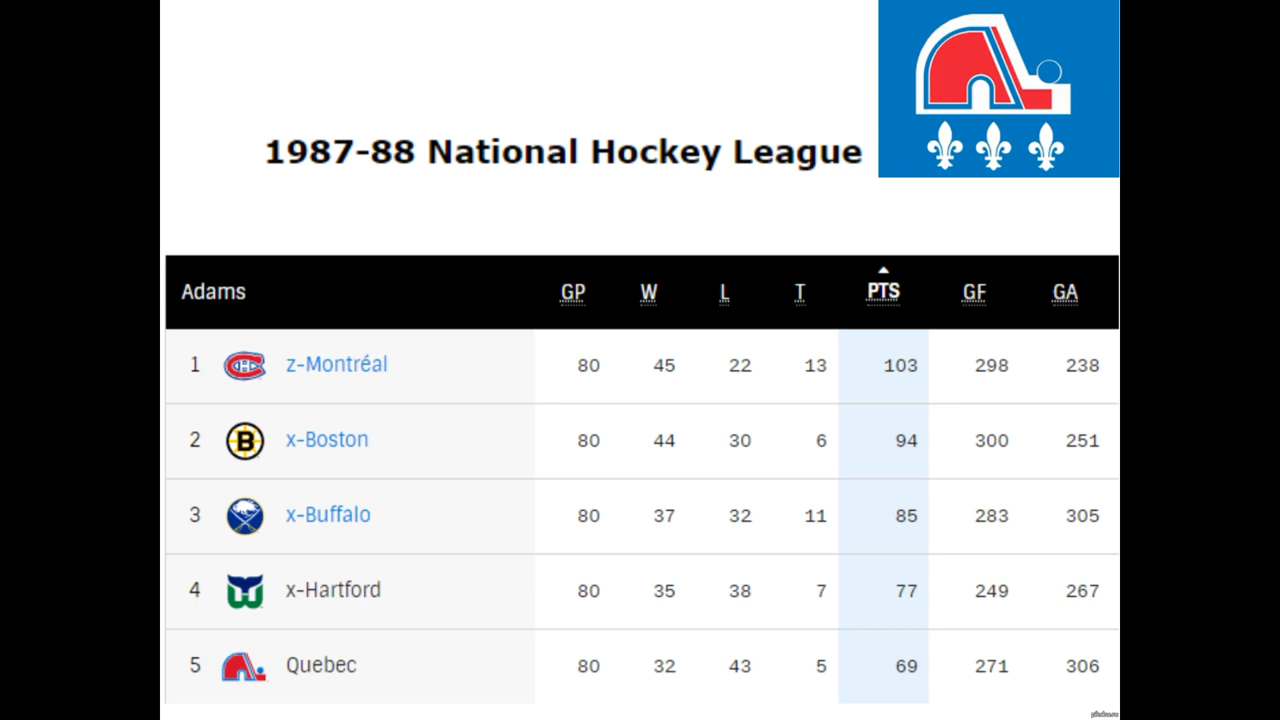 1987-88 National Hockey League
Adams GP W L T PTS GF GA
1 z-Montréal 80 45 22 13 103 298 238
2 x-Boston 80 44 30 6 94 300 251
3 x-Buffalo 80 37 32 11 85 283 305
4 x-Hartford 80 35 38 7 77 249 267
5 Quebec 80 32 43 5 69 271 306